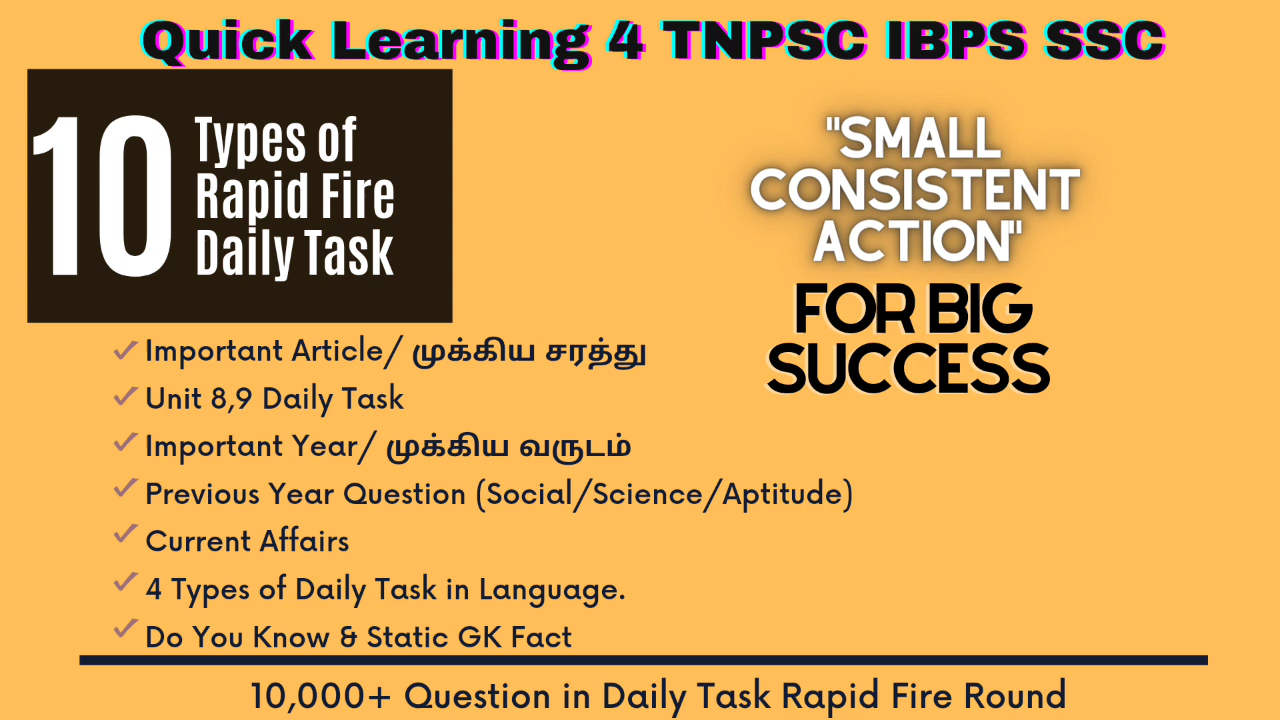 Quick Learning 4 TNPSC IBPS SSC
10
Types of
Rapid Fire
Daily Task
"SMALL
CONSISTENT
ACTION"
FOR BIG
SUCCESS
Important Article/ முக்கிய சரத்து
Unit 8,9 Daily Task
Important Year/ முக்கிய வருடம்
Previous Year Question (Social/Science/Aptitude)
Current Affairs
4 Types of Daily Task in Language.
Do You Know & Static GK Fact
10,000+ Question in Daily Task Rapid Fire Round